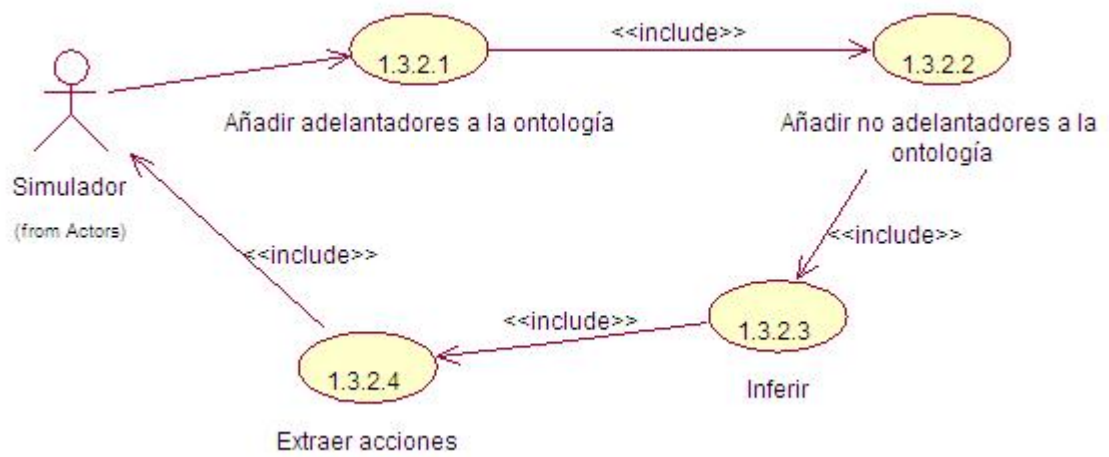 <<include>>
1.3.2.1
1.3.2.2
Añadir adelantadores a la ontología
Añadir no adelantadores a la
ontología
Simulador
(from Actors)
<<include>>
<<include>>
<<include>>
1.3.2.3
1.3.2.4
Inferir
Extraer acciones